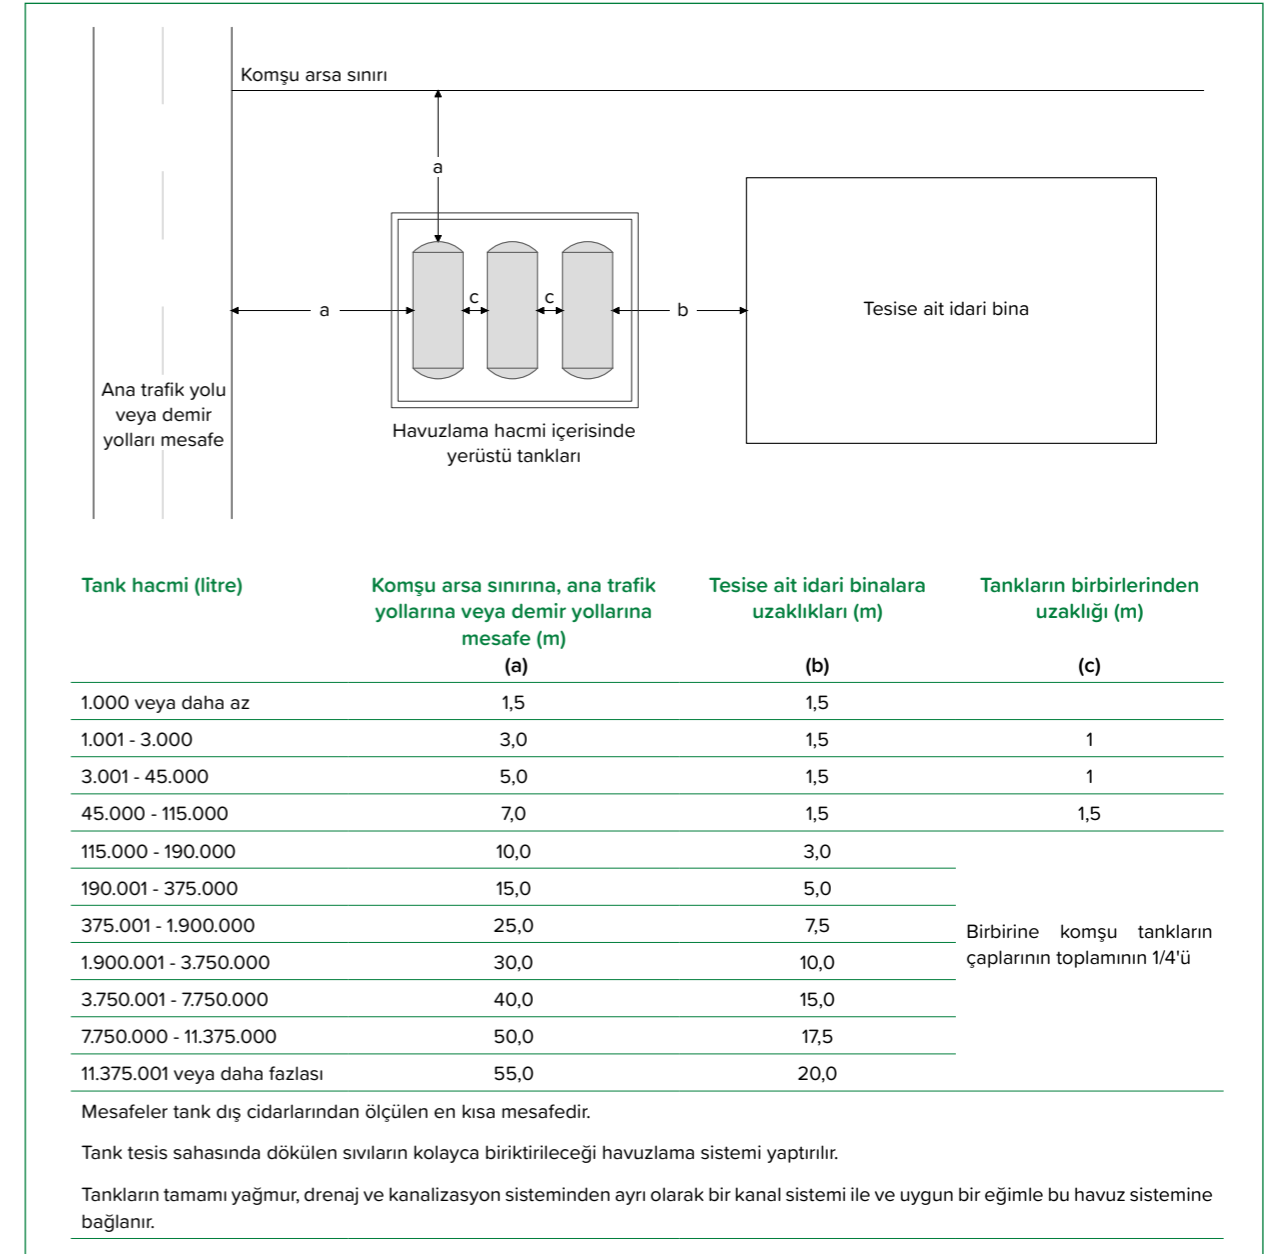 Komşu arsa sınırı
a
a
c
c
b
Tesise ait idari bina
Ana trafik yolu
veya demir
yolları mesafe
Havuzlama hacmi içerisinde
yerüstü tankları
Tank hacmi (litre) Komşu arsa sınırına, ana trafik Tesise ait idari binalara Tankların birbirlerinden
yollarına veya demir yollarına uzaklıkları (m) uzaklığı (m)
mesafe (m)
(a) (b) (c)
1.000 veya daha az 1,5 1,5
1.001 - 3.000 3,0 1,5 1
3.001 - 45.000 5,0 1,5 1
45.000 - 115.000 7,0 1,5 1,5
115.000 - 190.000 10,0 3,0
190.001 - 375.000 15,0 5,0
375.001 - 1.900.000 25,0 7,5
Birbirine komşu tankların
çaplarının toplamının 1/4'ü
1.900.001 - 3.750.000 30,0 10,0
3.750.001 - 7.750.000 40,0 15,0
7.750.000 - 11.375.000 50,0 17,5
11.375.001 veya daha fazlası 55,0 20,0
Mesafeler tank dış cidarlarından ölçülen en kısa mesafedir.
Tank tesis sahasında dökülen sıvıların kolayca biriktirileceği havuzlama sistemi yaptırılır.
Tankların tamamı yağmur, drenaj ve kanalizasyon sisteminden ayrı olarak bir kanal sistemi ile ve uygun bir eğimle bu havuz sistemine
bağlanır.